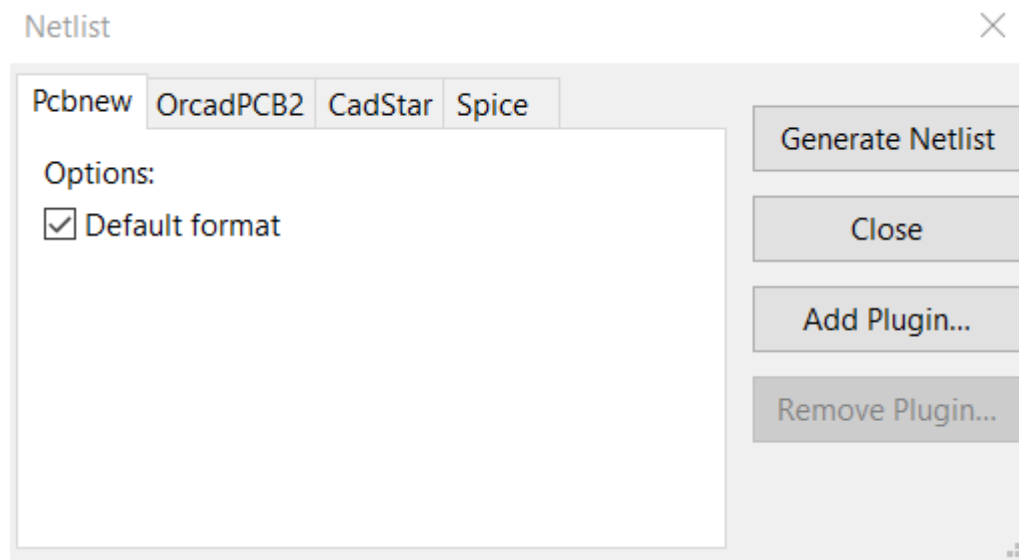 Netlist
Pcbnew OrcadPCB2 CadStar Spice
Options:
Default format
Generate Netlist
Close
Add Plugin...
Remove Plugin...